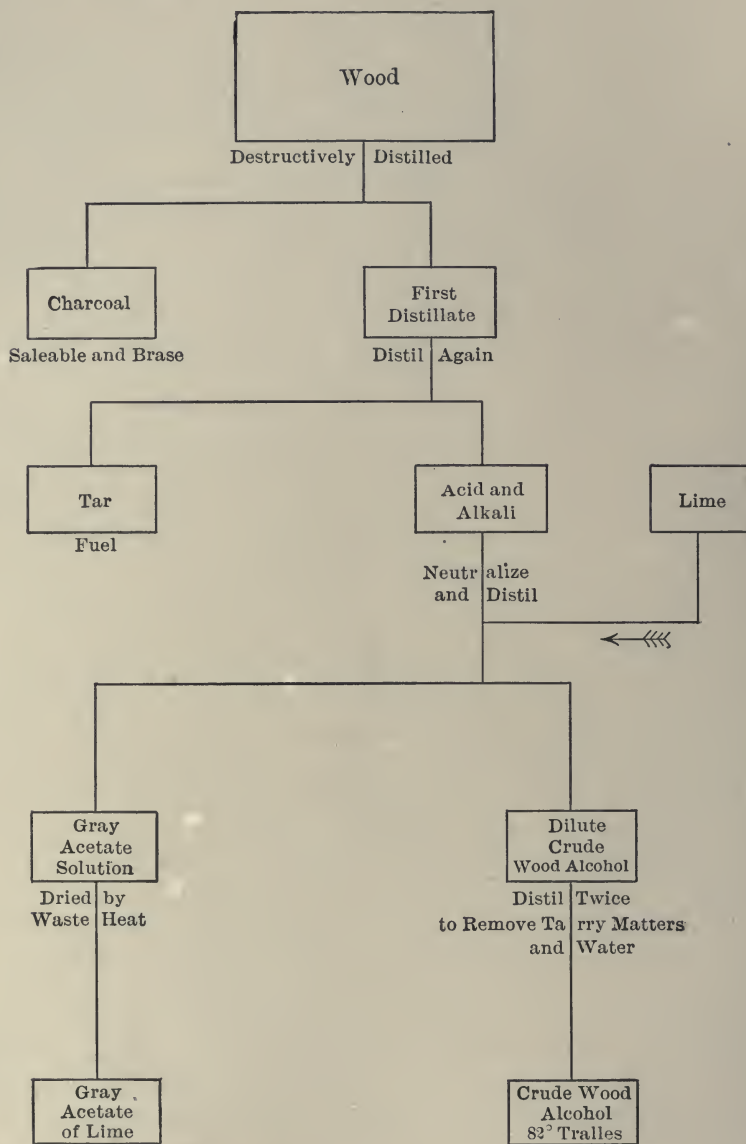 Wood
Destructively Distilled
Charcoal
First
Distillate
Saleable and Brase
Distil Again
Tar
Acid and
Alkali
Lime
Fuel
Neutralize
and Distil
Gray
Acetate
Solution
Dilute
Crude
Wood Alcohol
Dried by
Waste Heat
Distil Twice
to Remove Tarry Matters
and Water
Gray
Acetate
of Lime
Crude Wood
Alcohol
82° Tralles